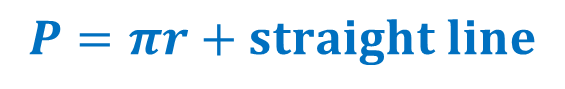 P = πr + straight line